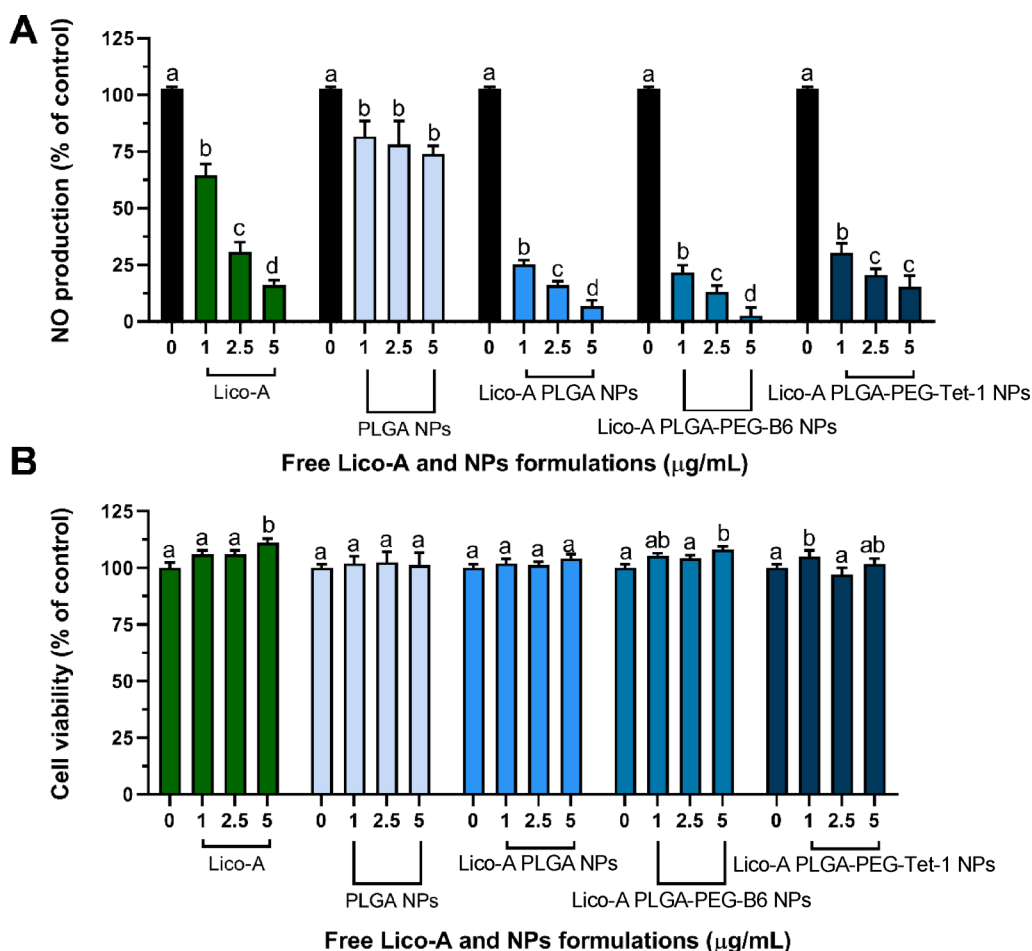 A
NO production (% of control)
125
100
75
50
25
0
a b c d
a b b b
a b c d
a b c d
a b c c
0 1 2.5 5 0 1 2.5 5 0 1 2.5 5 0 1 2.5 5 0 1 2.5 5
Lico-A
PLGA NPs
Lico-A PLGA NPs
Lico-A PLGA-PEG-B6 NPs
Lico-A PLGA-PEG-Tet-1 NPs
Free Lico-A and NPs formulations (μg/mL)
B
Cell viability (% of control)
125
100
75
50
25
0
a a a b
a a a a
a a a a
a ab a b
a b a ab
0 1 2.5 5 0 1 2.5 5 0 1 2.5 5 0 1 2.5 5 0 1 2.5 5
Lico-A
PLGA NPs
Lico-A PLGA NPs
Lico-A PLGA-PEG-B6 NPs
Lico-A PLGA-PEG-Tet-1 NPs
Free Lico-A and NPs formulations (μg/mL)